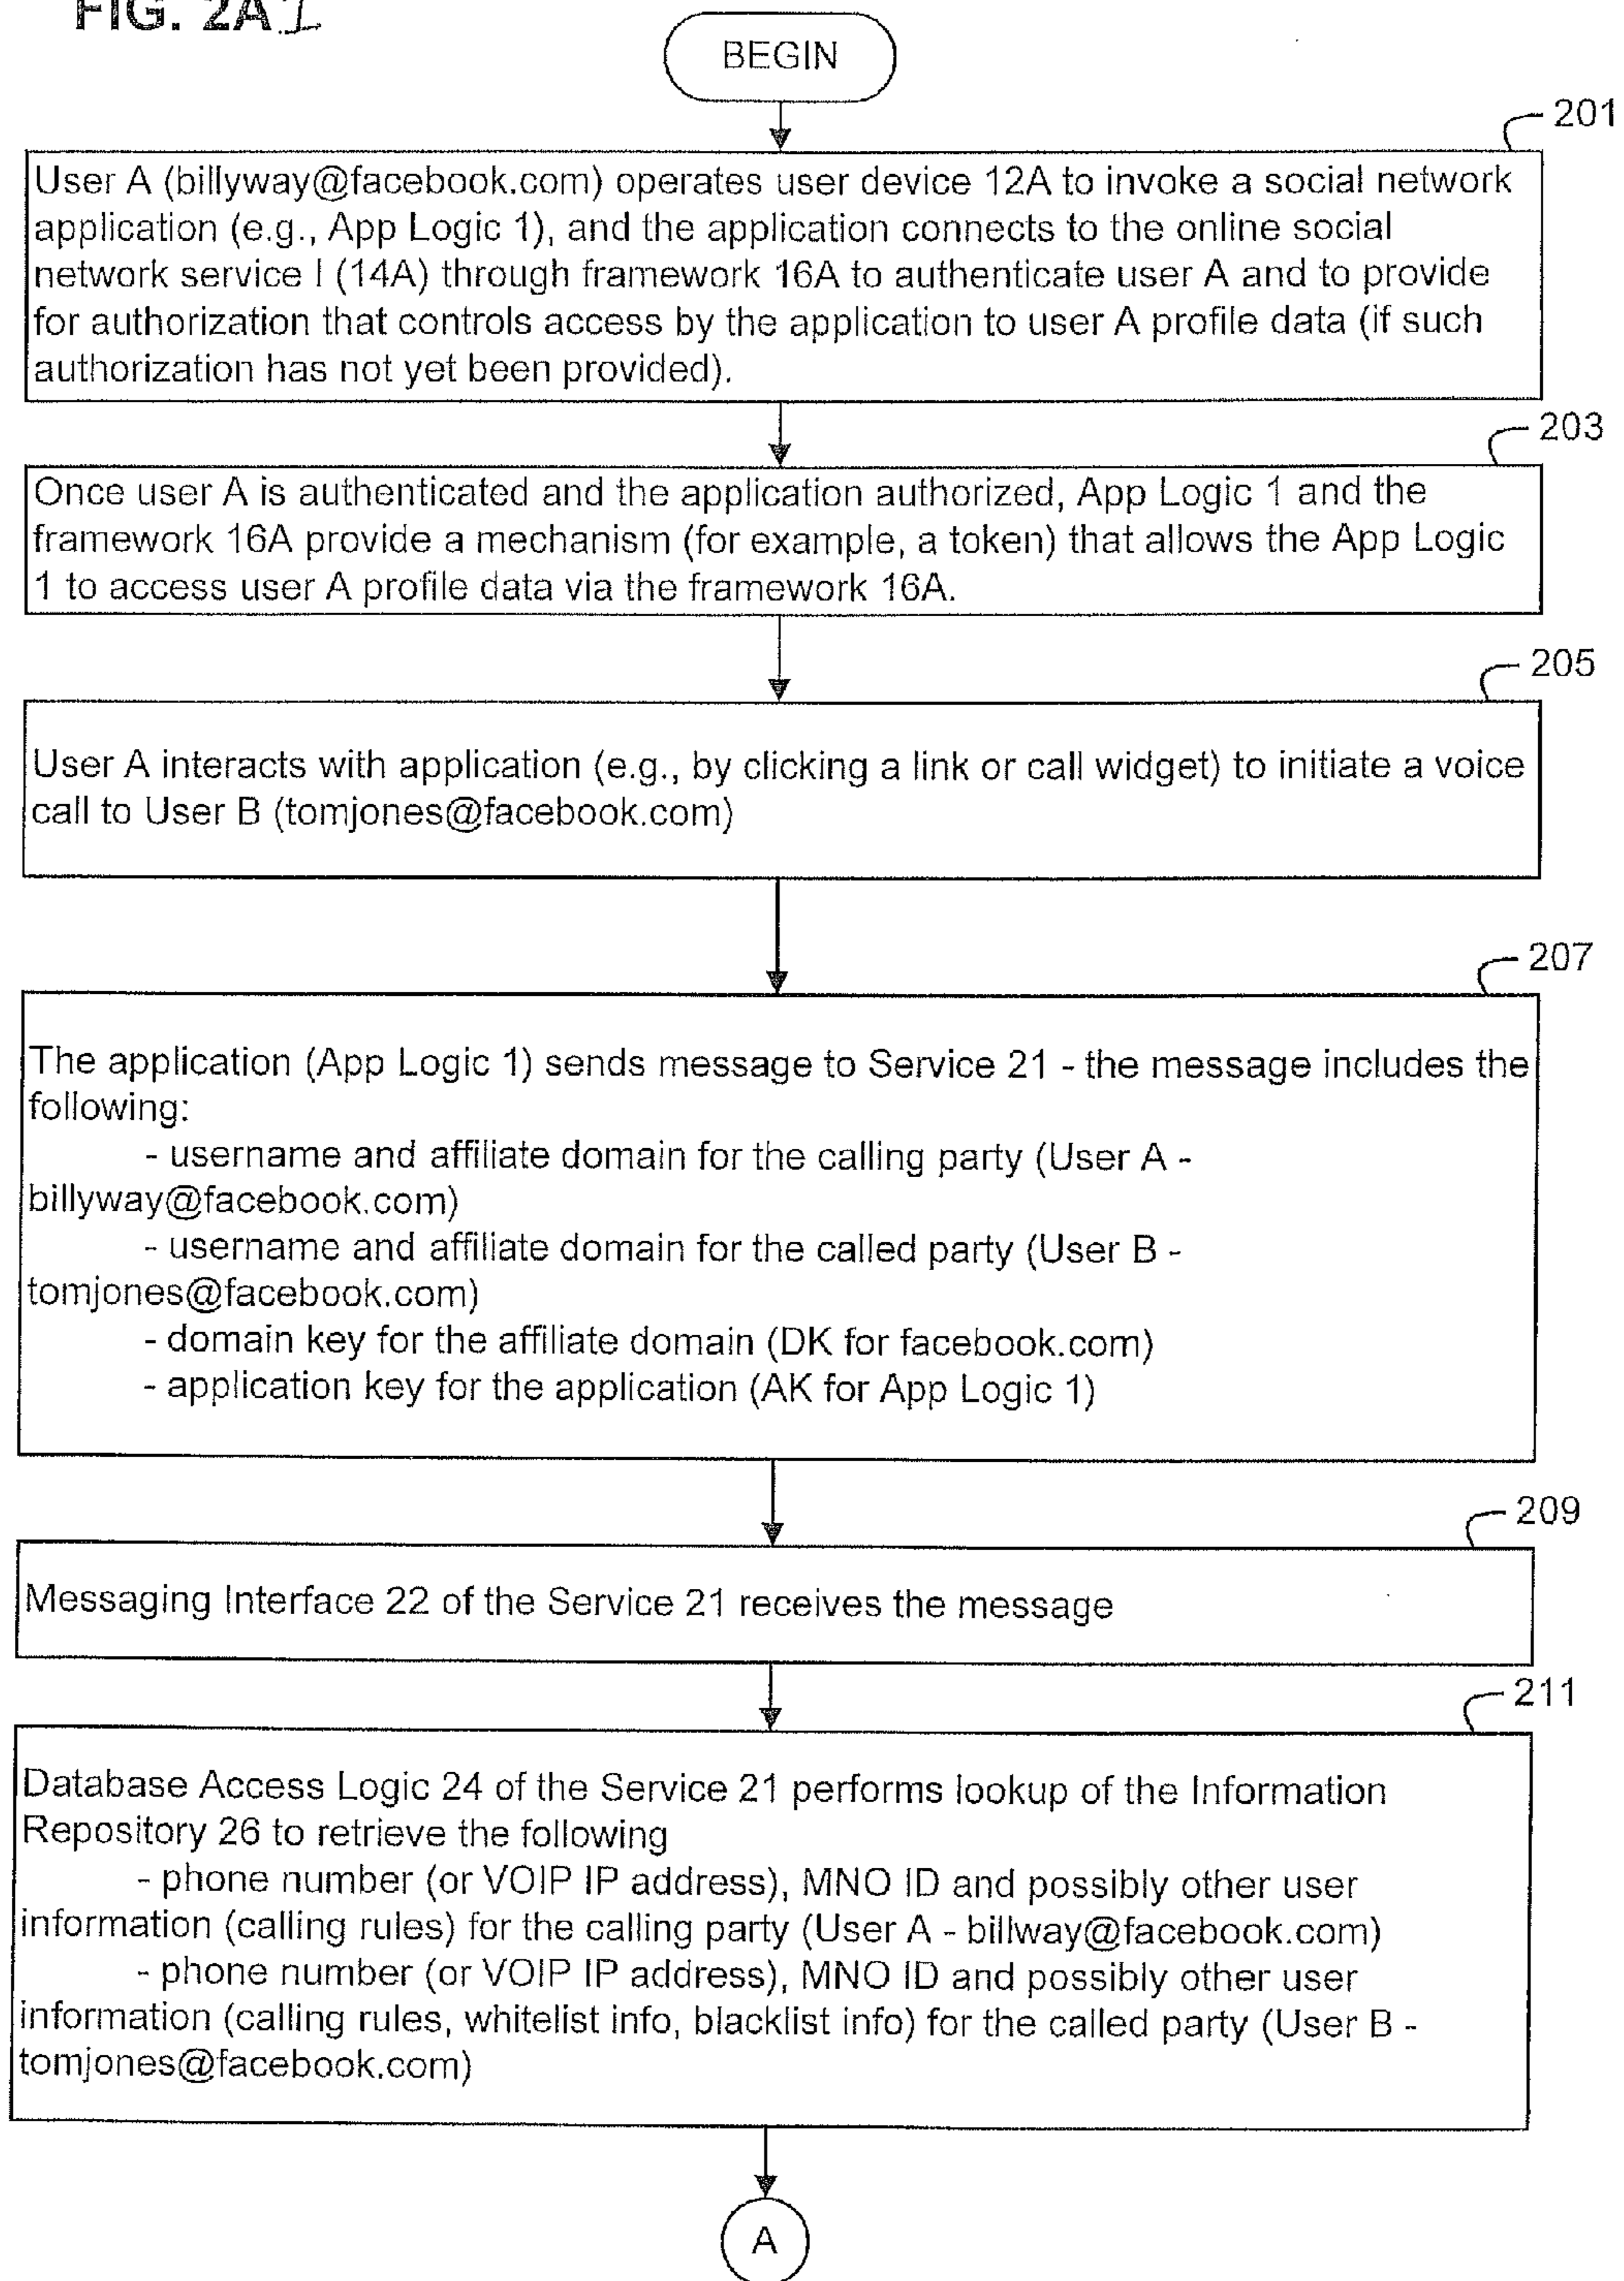 FIG. 2A1
BEGIN
201
User A (billyway@facebook.com) operates user device 12A to invoke a social network
application (e.g., App Logic 1), and the application connects to the online social
network service I (14A) through framework 16A to authenticate user A and to provide
for authorization that controls access by the application to user A profile data (if such
authorization has not yet been provided).
203
Once user A is authenticated and the application authorized, App Logic 1 and the
framework 16A provide a mechanism (for example, a token) that allows the App Logic
1 to access user A profile data via the framework 16A.
205
User A interacts with application (e.g., by clicking a link or call widget) to initiate a voice
call to User B (tomjones@facebook.com)
207
The application (App Logic 1) sends message to Service 21 - the message includes the
following:
- username and affiliate domain for the calling party (User A -
billyway@facebook.com)
- username and affiliate domain for the called party (User B -
tomjones@facebook.com)
- domain key for the affiliate domain (DK for facebook.com)
- application key for the application (AK for App Logic 1)
209
Messaging Interface 22 of the Service 21 receives the message
211
Database Access Logic 24 of the Service 21 performs lookup of the Information
Repository 26 to retrieve the following
- phone number (or VOIP IP address), MNO ID and possibly other user
information (calling rules) for the calling party (User A - billway@facebook.com)
- phone number (or VOIP IP address), MNO ID and possibly other user
information (calling rules, whitelist info, blacklist info) for the called party (User B -
tomjones@facebook.com)
A